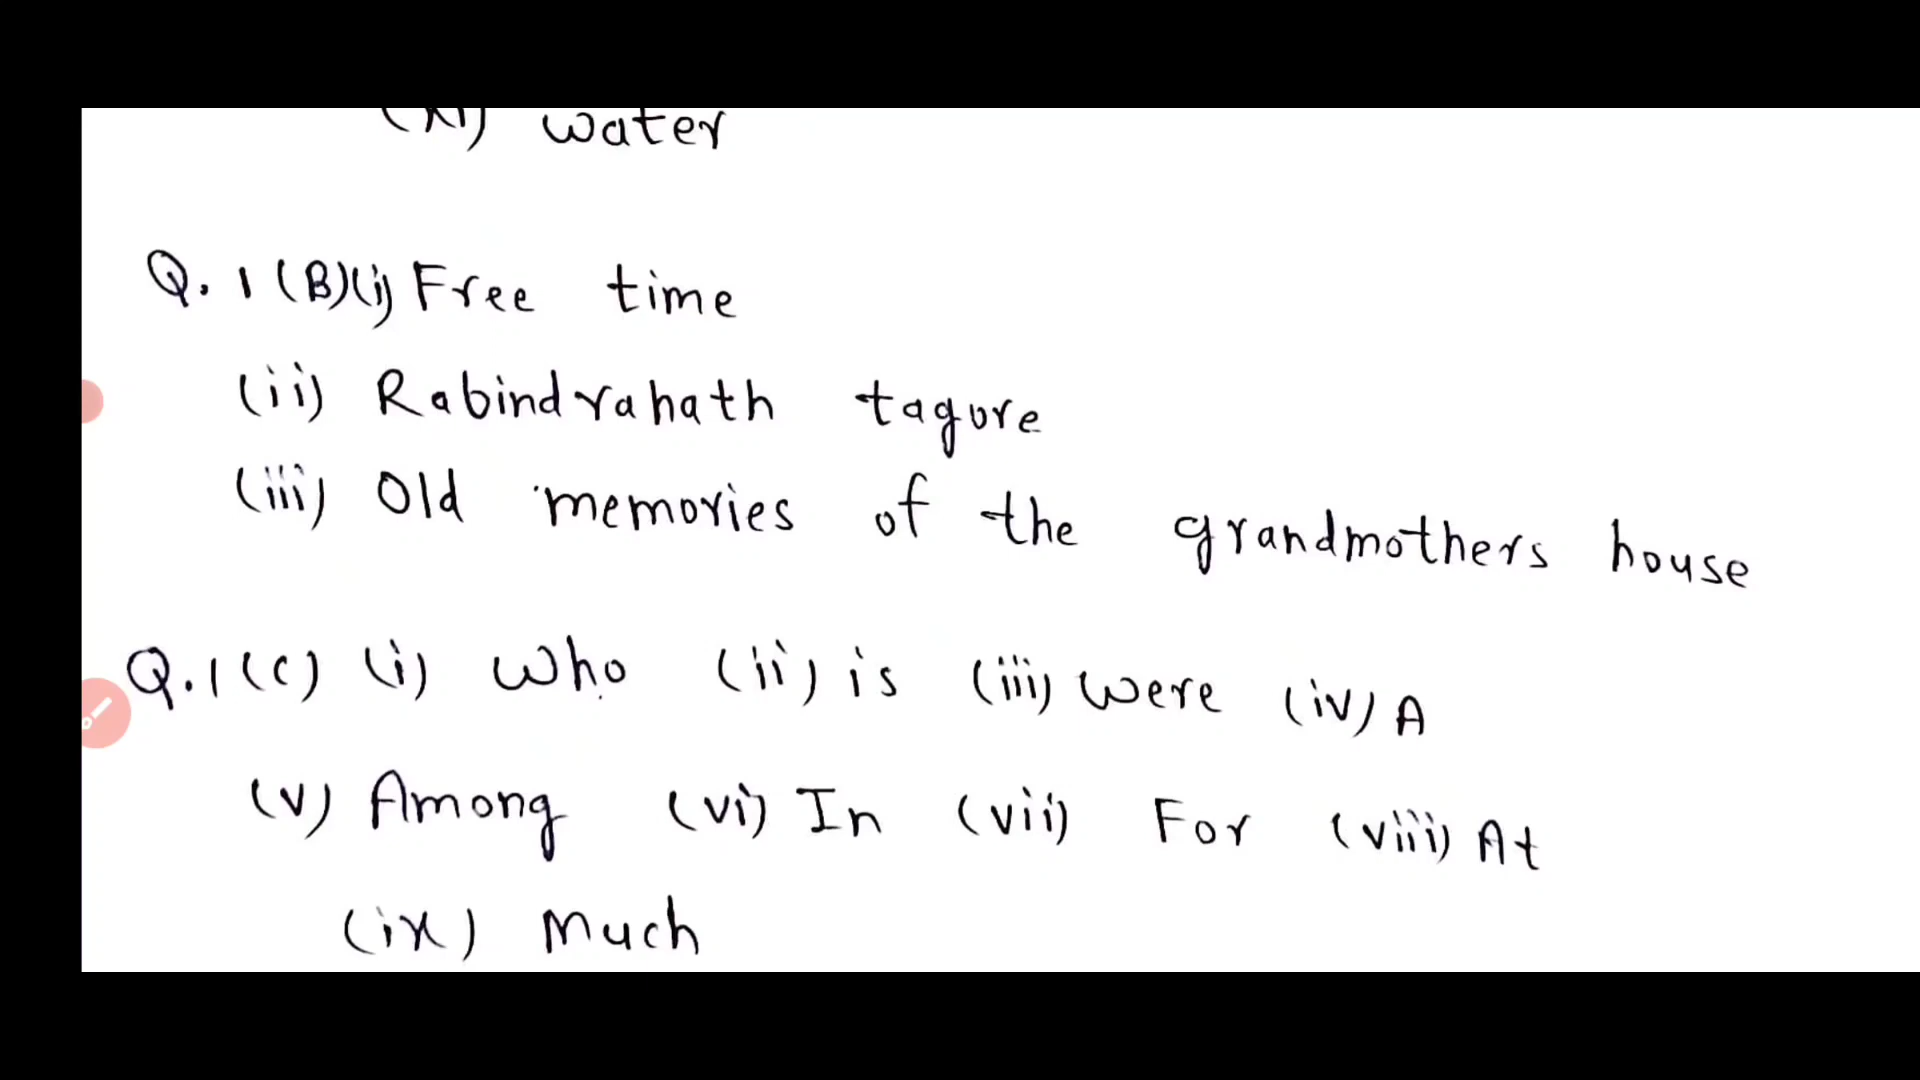 (xi) water
Q. 1 (B)(i) Free time
(ii) Rabindrahath tagore
(iii) Old memories of the grandmothers house
Q.1(c) (i) Who (ii) is (iii) were (iv) A
(v) Among (vi) In (vii) For (viii) At
(ix) Much